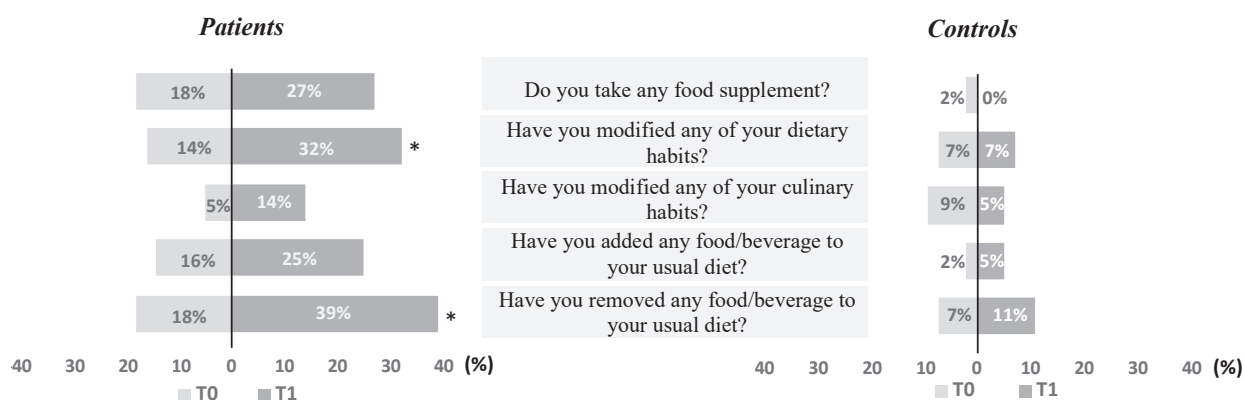 Patients
Controls
18% 27%
Do you take any food supplement?
2% 0%
14% 32% *
Have you modified any of your dietary
habits?
7% 7%
5% 14%
Have you modified any of your culinary
habits?
9% 5%
16% 25%
Have you added any food/beverage to
your usual diet?
2% 5%
18% 39% *
Have you removed any food/beverage to
your usual diet?
7% 11%
40 30 20 10 0 10 20 30 40 (%)
40 30 20 10 0 10 20 30 40 (%)
T0 T1
T0 T1